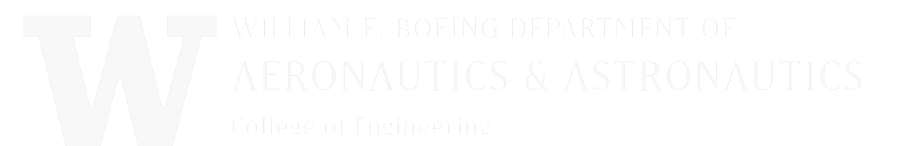 W
WILLIAM E. BOEING DEPARTMENT OF
AERONAUTICS & ASTRONAUTICS
College of Engineering